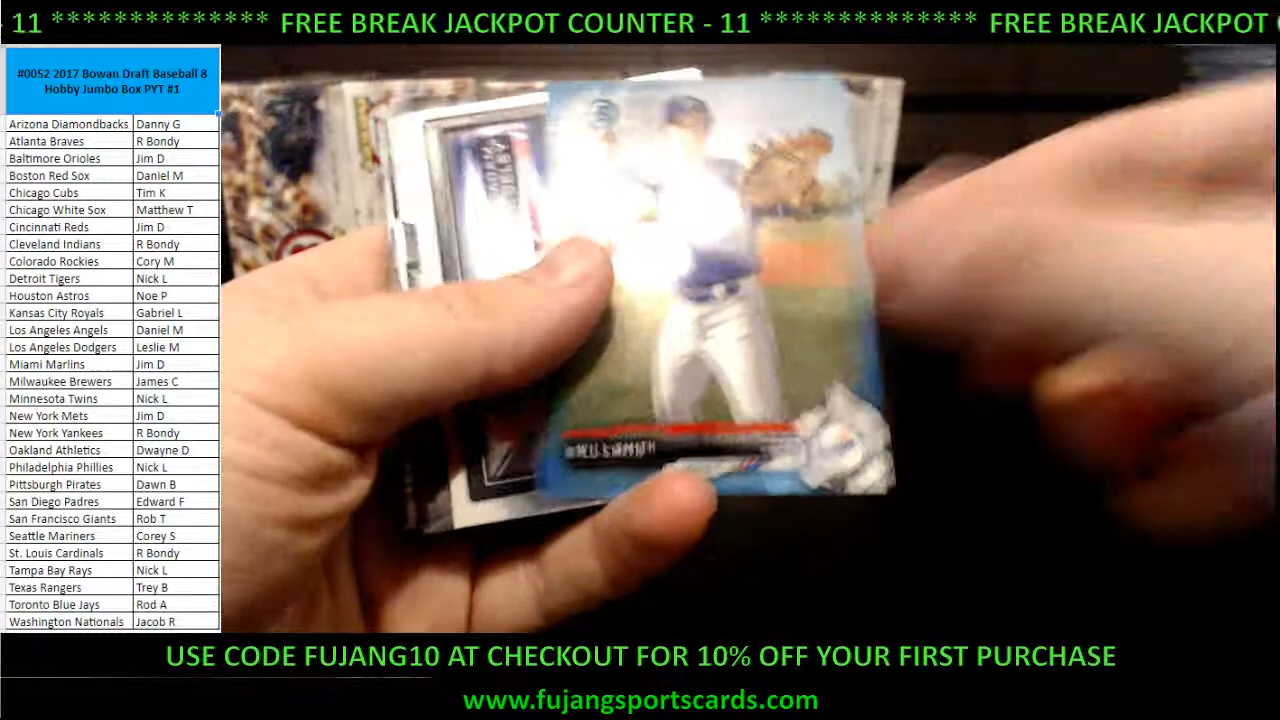 - 11 ************** FREE BREAK JACKPOT COUNTER - 11 ************** FREE BREAK JACKPOT
#0052 2017 Bowan Draft Baseball 8
Hobby Jumbo Box PYT #1
Arizona Diamondbacks Danny G
Atlanta Braves R Bondy
Baltimore Orioles Jim D
Boston Red Sox Daniel M
Chicago Cubs Tim K
Chicago White Sox Matthew T
Cincinnati Reds Jim D
Cleveland Indians R Bondy
Colorado Rockies Cory M
Detroit Tigers Nick L
Houston Astros Noe P
Kansas City Royals Gabriel L
Los Angeles Angels Daniel M
Los Angeles Dodgers Leslie M
Miami Marlins Jim D
Milwaukee Brewers James C
Minnesota Twins Nick L
New York Mets Jim D
New York Yankees R Bondy
Oakland Athletics Dwayne D
Philadelphia Phillies Nick L
Pittsburgh Pirates Dawn B
San Diego Padres Edward F
San Francisco Giants Rob T
Seattle Mariners Corey S
St. Louis Cardinals R Bondy
Tampa Bay Rays Nick L
Texas Rangers Trey B
Toronto Blue Jays Rod A
Washington Nationals Jacob R
SMITH
USE CODE FUJANG10 AT CHECKOUT FOR 10% OFF YOUR FIRST PURCHASE
www.fujangsportscards.com